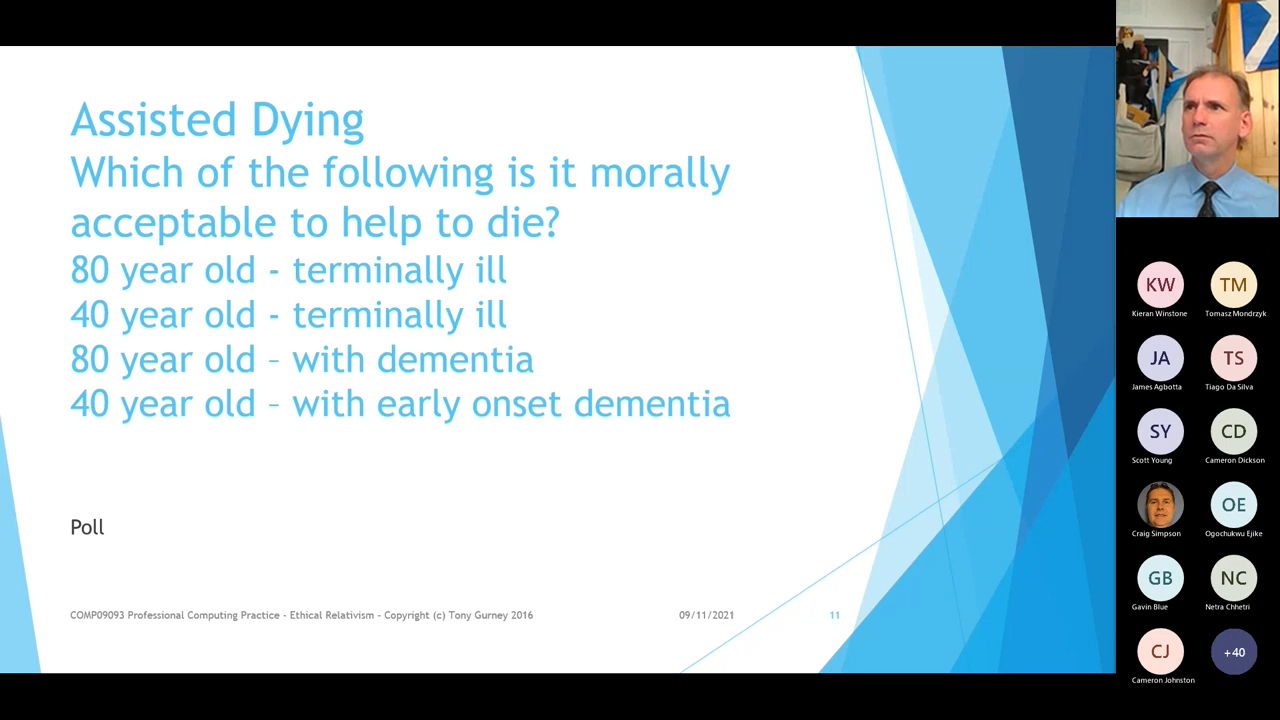 Assisted Dying
Which of the following is it morally
acceptable to help to die?
80 year old - terminally ill
40 year old - terminally ill
80 year old – with dementia
40 year old – with early onset dementia
Poll
COMP09093 Professional Computing Practice - Ethical Relativism - Copyright (c) Tony Gurney 2016
09/11/2021
11
KW
TM
Kieran Winstone
Tomasz Mondrzyk
JA
TS
James Agbotta
Tiago Da Silva
SY
CD
Scott Young
Cameron Dickson
OE
Craig Simpson
Ogochukwu Ejike
GB
NC
Gavin Blue
Netra Chhetri
CJ
+40
Cameron Johnston